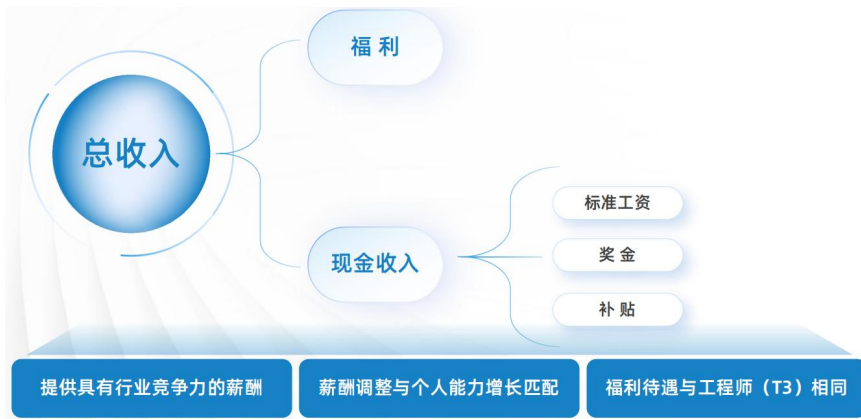 福利
总收入
标准工资
现金收入
奖金
补贴
提供具有行业竞争力的薪酬
薪酬调整与个人能力增长匹配
福利待遇与工程师（T3）相同